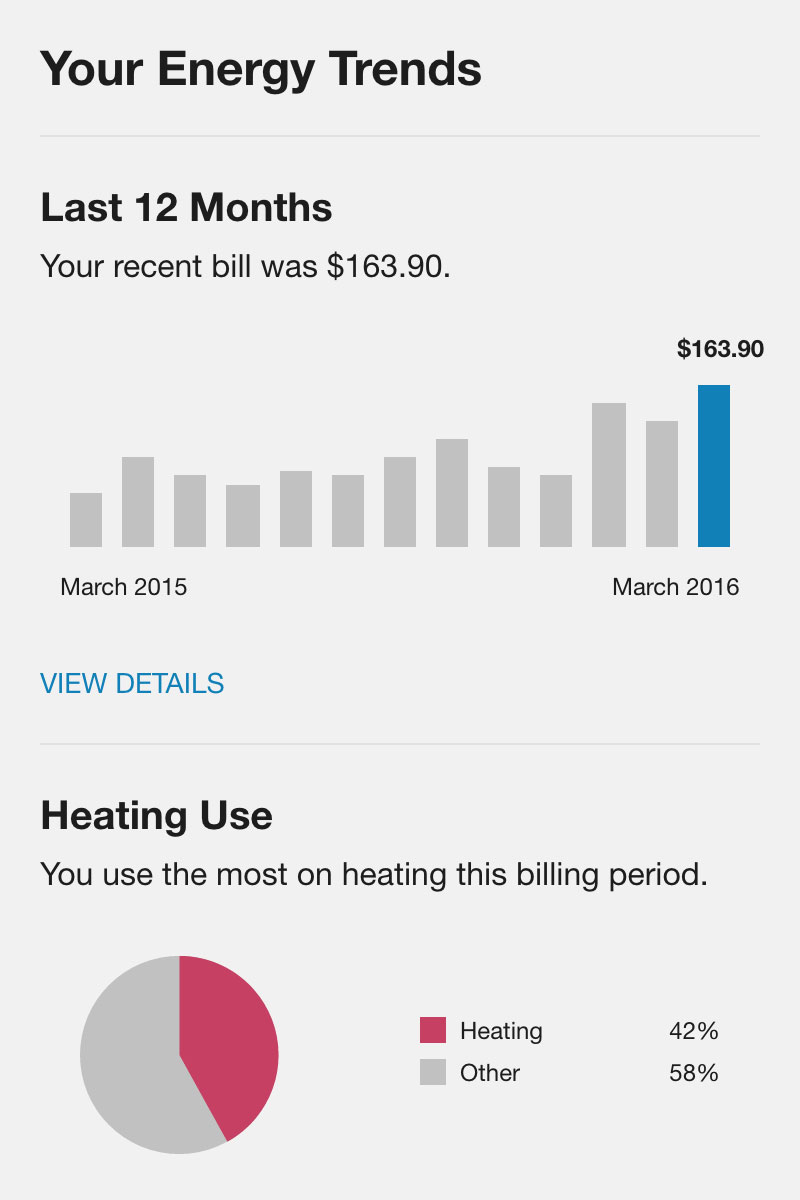 Your Energy Trends
Last 12 Months
Your recent bill was $163.90.
$163.90
March 2015
March 2016
VIEW DETAILS
Heating Use
You use the most on heating this billing period.
Heating 42%
Other 58%